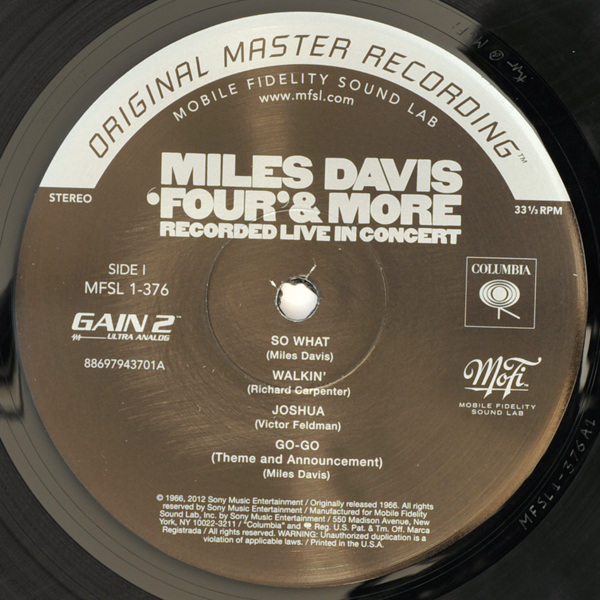 ORIGINAL MASTER RECORDING™
MOBILE FIDELITY SOUND LAB
www.mfsl.com
MILES DAVIS
'FOUR' & MORE
RECORDED LIVE IN CONCERT
STEREO
33⅓ RPM
SIDE I
MFSL 1-376
GAIN 2™
ULTRA ANALOG
88697943701A
COLUMBIA
MoFi™
MOBILE FIDELITY
SOUND LAB
SO WHAT
(Miles Davis)
WALKIN'
(Richard Carpenter)
JOSHUA
(Victor Feldman)
GO-GO
(Theme and Announcement)
(Miles Davis)
© 1966, 2012 Sony Music Entertainment / Originally released 1966. All rights
reserved by Sony Music Entertainment / Manufactured for Mobile Fidelity
Sound Lab, Inc. by Sony Music Entertainment / 550 Madison Avenue, New
York, NY 10022-3211 / "Columbia" and Reg. U.S. Pat. & Tm. Off. Marca
Registrada / All rights reserved. WARNING: Unauthorized duplication is a
violation of applicable laws. / Printed in the U.S.A.
MFSL1-376 A1